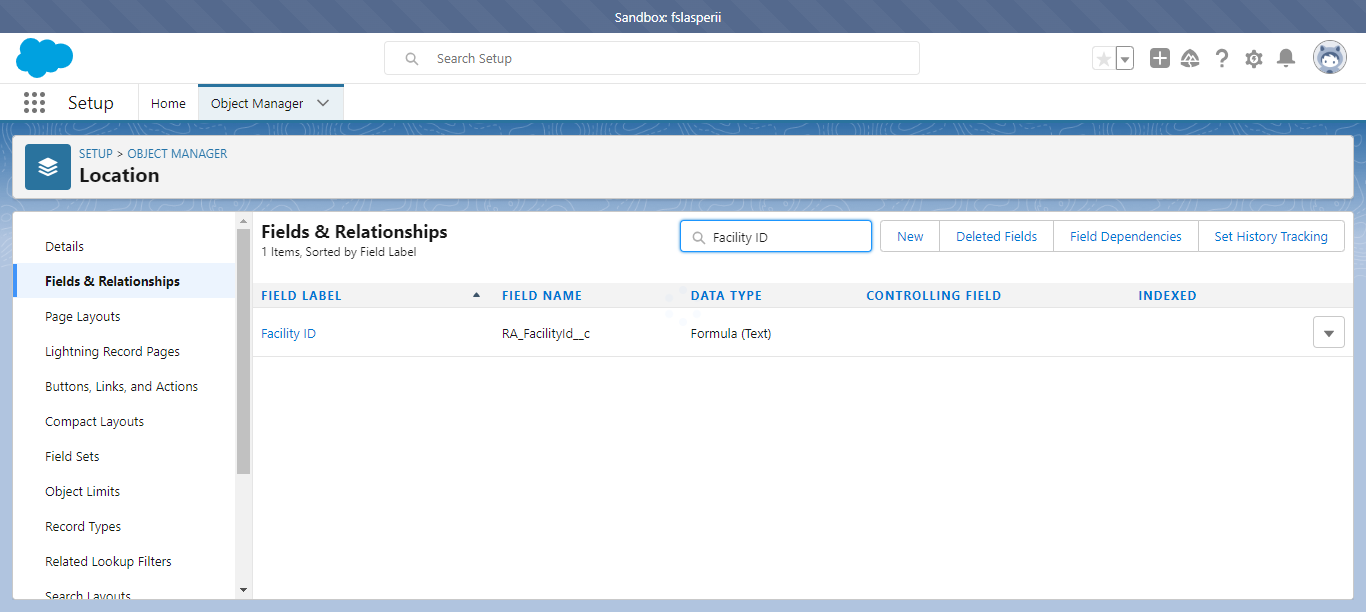 Sandbox: fslasperii
Search Setup
Setup
Home
Object Manager
SETUP > OBJECT MANAGER
Location
Details
Fields & Relationships
Page Layouts
Lightning Record Pages
Buttons, Links, and Actions
Compact Layouts
Field Sets
Object Limits
Record Types
Related Lookup Filters
Search Layouts
Fields & Relationships
1 Items, Sorted by Field Label
Facility ID
New
Deleted Fields
Field Dependencies
Set History Tracking
FIELD LABEL FIELD NAME DATA TYPE CONTROLLING FIELD INDEXED
Facility ID RA_FacilityId__c Formula (Text)